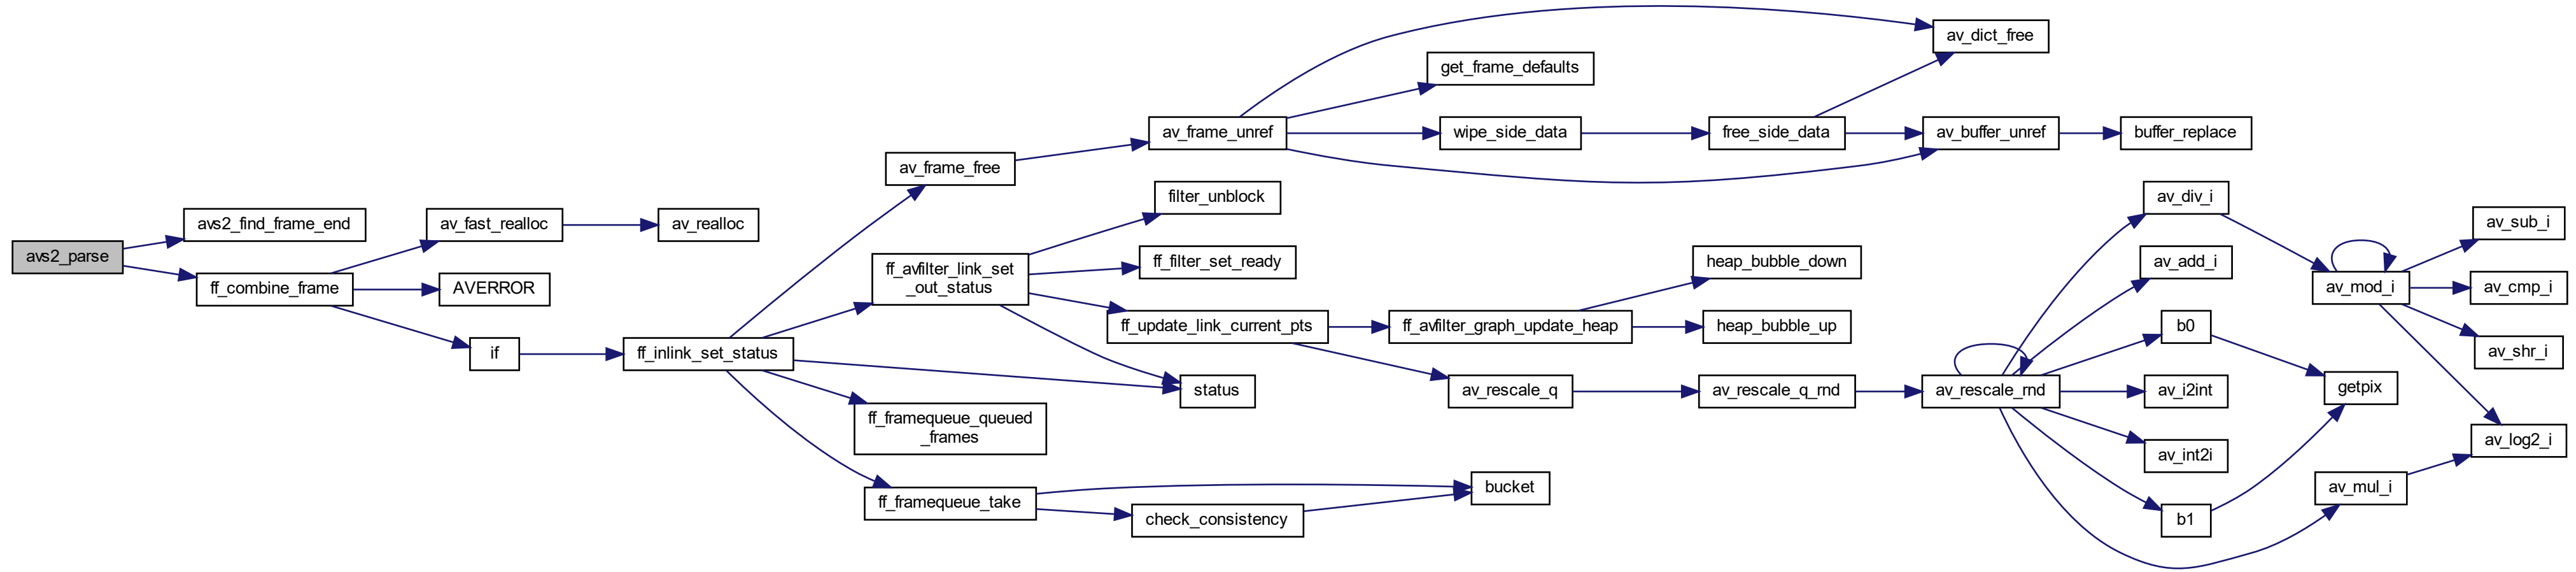 avs2_parse
avs2_find_frame_end
ff_combine_frame
av_fast_realloc
AVERROR
if
av_realloc
ff_inlink_set_status
av_frame_free
ff_avfilter_link_set
_out_status
ff_framequeue_queued
_frames
ff_framequeue_take
av_frame_unref
filter_unblock
ff_filter_set_ready
ff_update_link_current_pts
status
check_consistency
get_frame_defaults
wipe_side_data
ff_avfilter_graph_update_heap
av_rescale_q
bucket
free_side_data
heap_bubble_down
heap_bubble_up
av_rescale_q_rnd
av_dict_free
av_buffer_unref
av_rescale_rnd
buffer_replace
av_div_i
av_add_i
b0
av_i2int
av_int2i
b1
av_mod_i
getpix
av_mul_i
av_sub_i
av_cmp_i
av_shr_i
av_log2_i